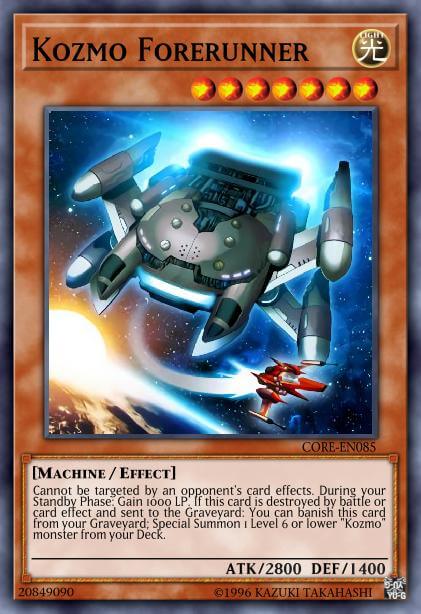 Kozmo Forerunner
LIGHT
光
CORE-EN085
[Machine / Effect]
Cannot be targeted by an opponent's card effects. During your
Standby Phase: Gain 1000 LP. If this card is destroyed by battle or
card effect and sent to the Graveyard: You can banish this card
from your Graveyard; Special Summon 1 Level 6 or lower "Kozmo"
monster from your Deck.
ATK/2800 DEF/1400
20849090
©1996 KAZUKI TAKAHASHI